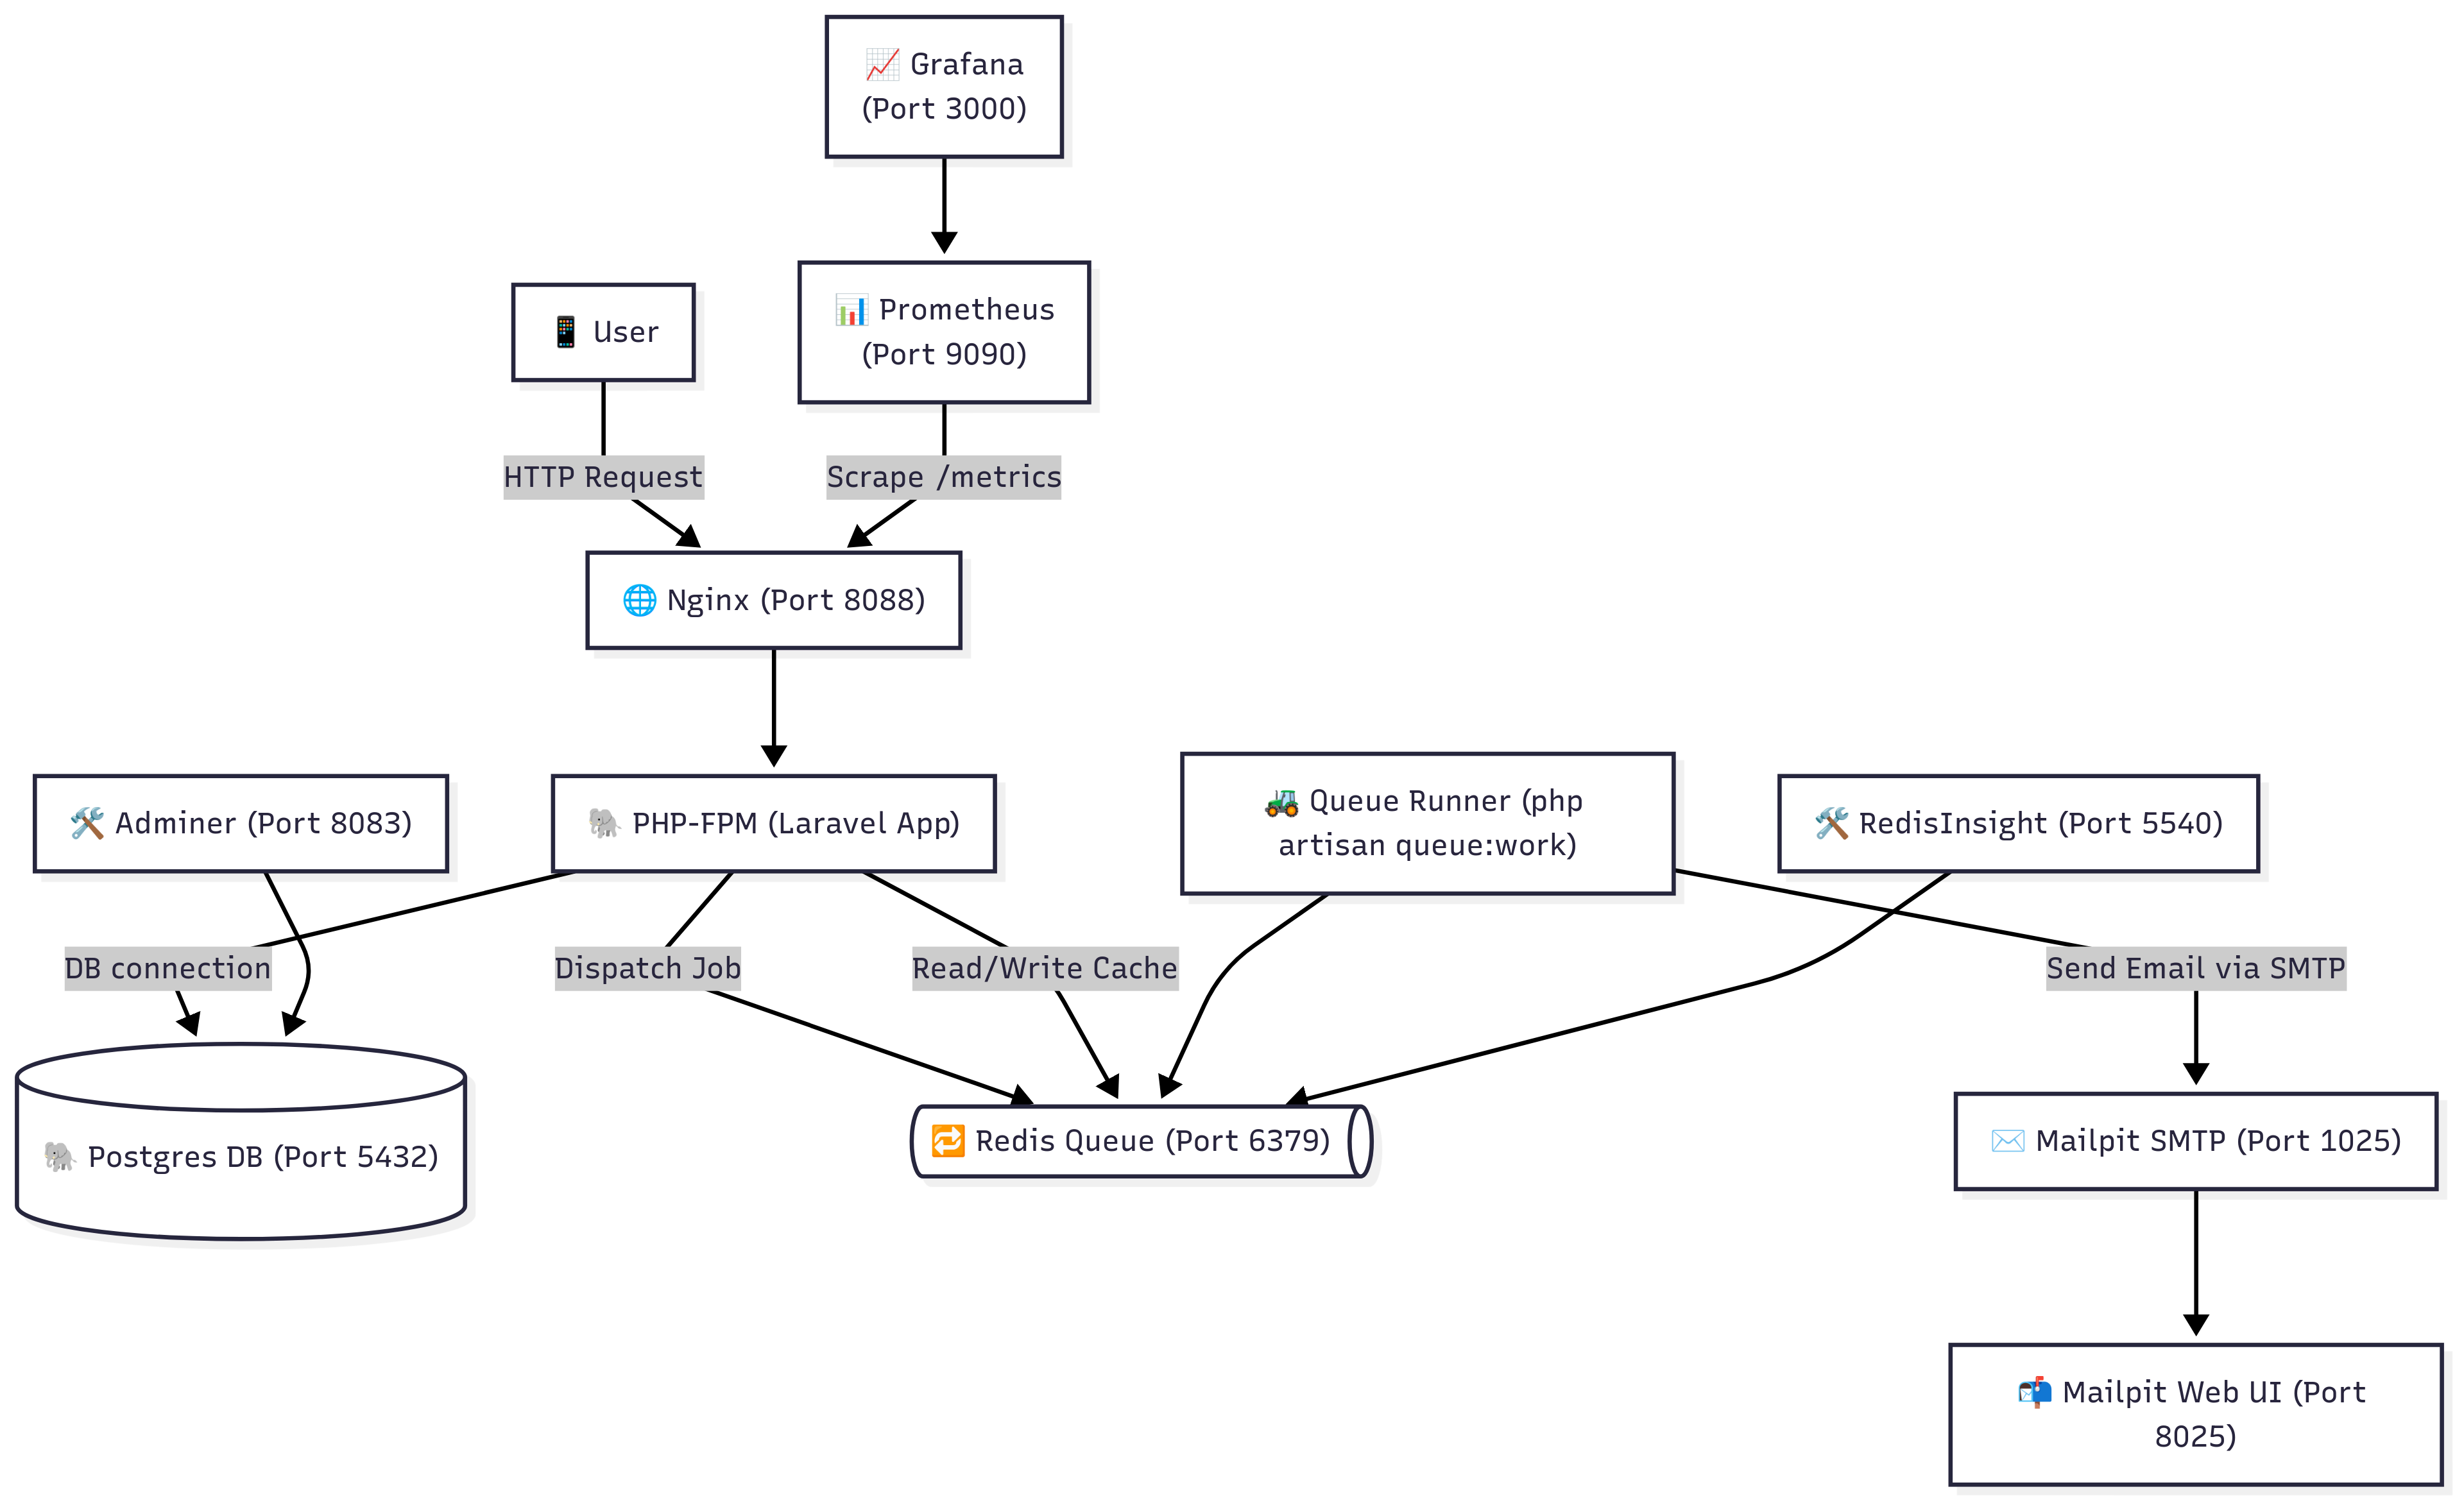 📈 Grafana
(Port 3000)
📱 User
📊 Prometheus
(Port 9090)
HTTP Request
Scrape /metrics
🌐 Nginx (Port 8088)
🛠️ Adminer (Port 8083)
🐘 PHP-FPM (Laravel App)
🚜 Queue Runner (php
artisan queue:work)
🛠️ RedisInsight (Port 5540)
DB connection
Dispatch Job
Read/Write Cache
Send Email via SMTP
🐘 Postgres DB (Port 5432)
🔁 Redis Queue (Port 6379)
✉️ Mailpit SMTP (Port 1025)
📬 Mailpit Web UI (Port
8025)